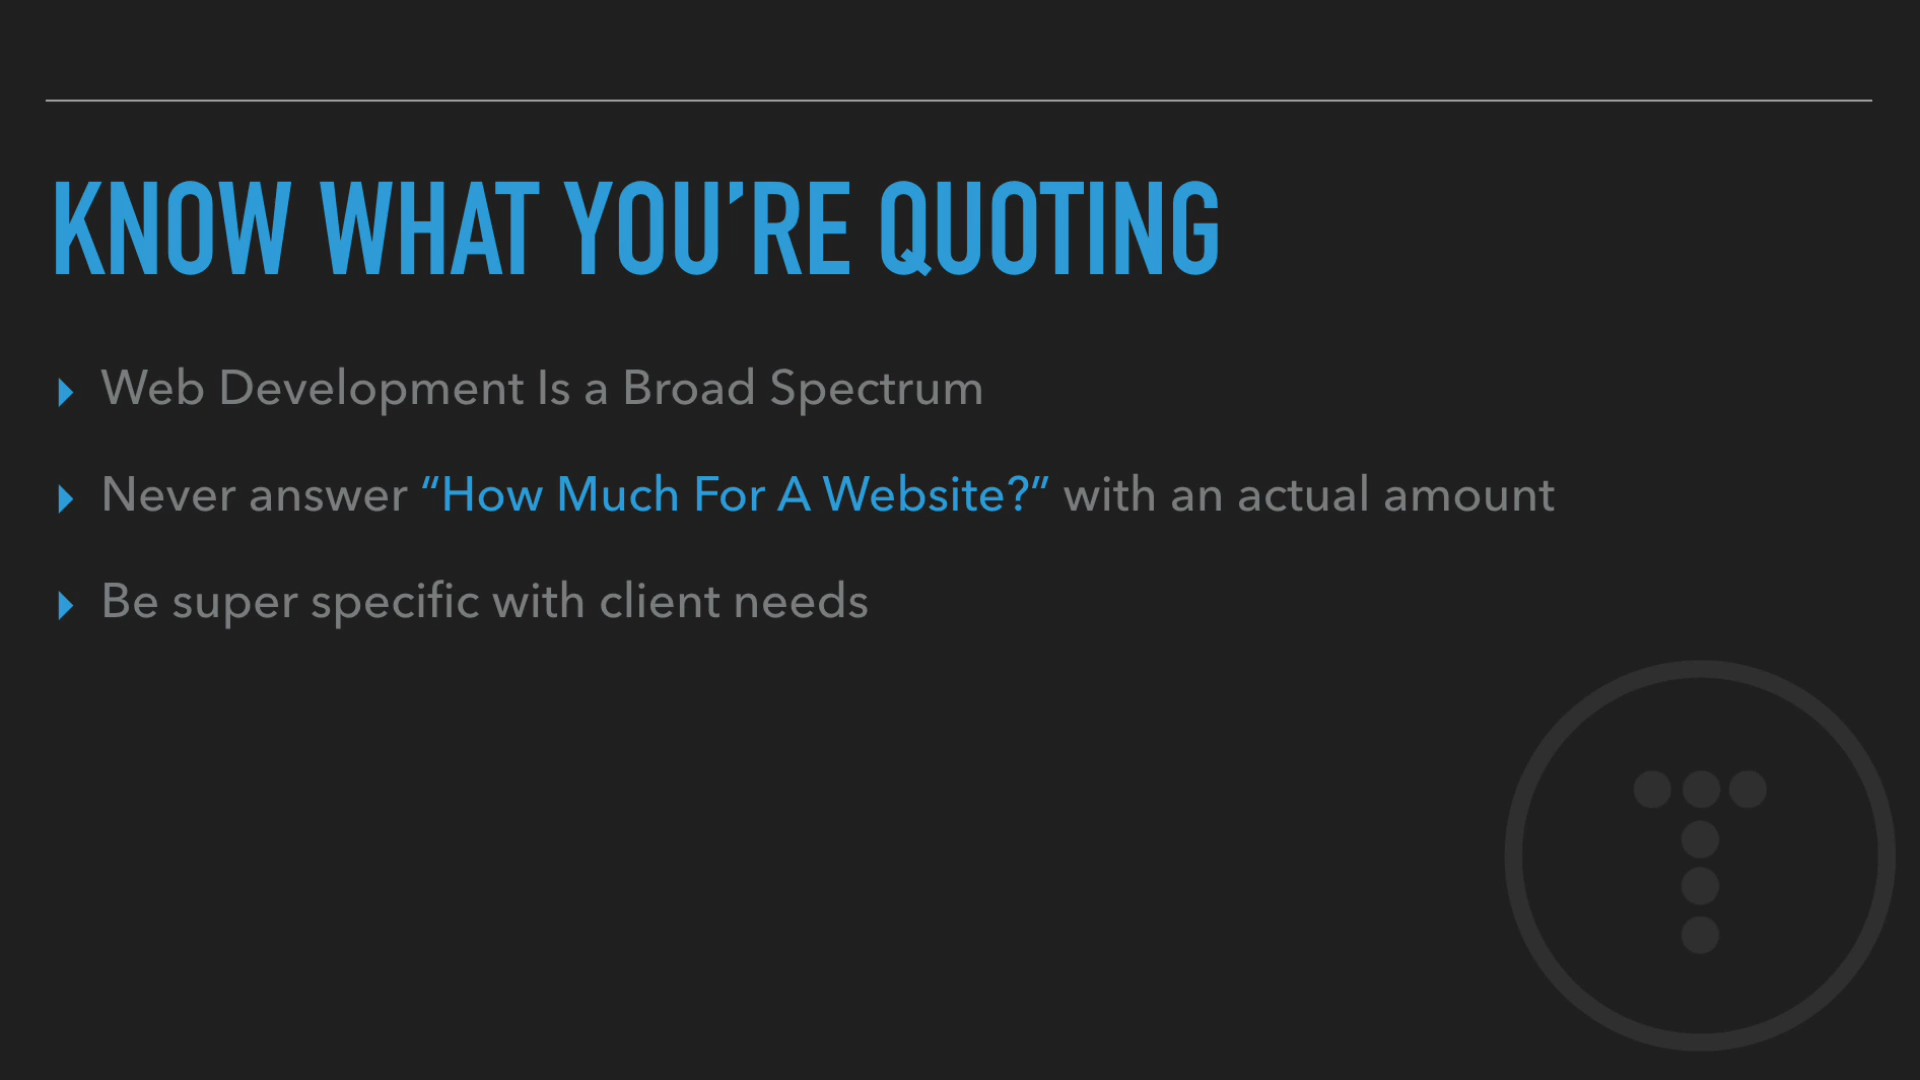 KNOW WHAT YOU’RE QUOTING
Web Development Is a Broad Spectrum
Never answer “How Much For A Website?” with an actual amount
Be super specific with client needs
T